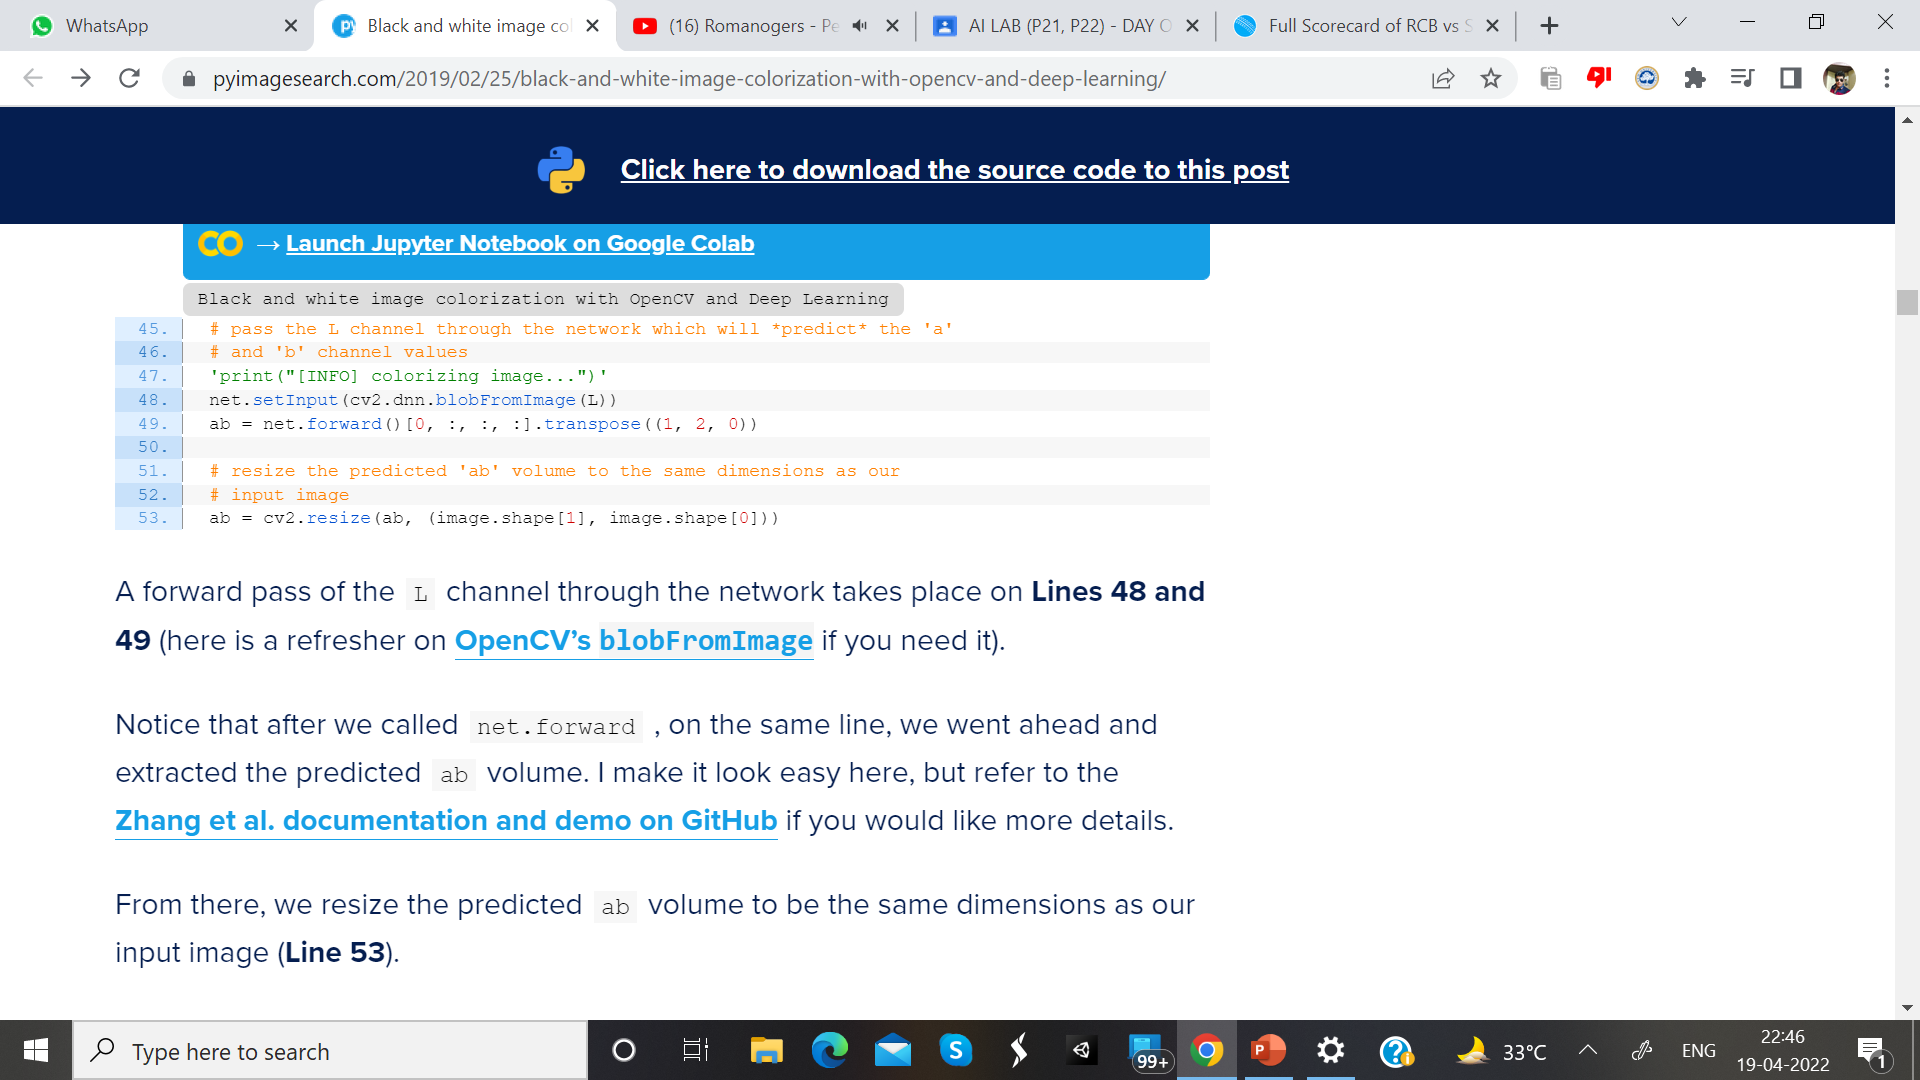 WhatsApp
Black and white image co
(16) Romanogers - Pe
AI LAB (P21, P22) - DAY O
Full Scorecard of RCB vs S
pyimagesearch.com/2019/02/25/black-and-white-image-colorization-with-opencv-and-deep-learning/
Click here to download the source code to this post
CO → Launch Jupyter Notebook on Google Colab
Black and white image colorization with OpenCV and Deep Learning
45. # pass the L channel through the network which will *predict* the 'a'
46. # and 'b' channel values
47. 'print("[INFO] colorizing image...")'
48. net.setInput(cv2.dnn.blobFromImage(L))
49. ab = net.forward()[0, :, :, :].transpose((1, 2, 0))
50.
51. # resize the predicted 'ab' volume to the same dimensions as our
52. # input image
53. ab = cv2.resize(ab, (image.shape[1], image.shape[0]))
A forward pass of the L channel through the network takes place on Lines 48 and
49 (here is a refresher on OpenCV’s blobFromImage if you need it).
Notice that after we called net.forward , on the same line, we went ahead and
extracted the predicted ab volume. I make it look easy here, but refer to the
Zhang et al. documentation and demo on GitHub if you would like more details.
From there, we resize the predicted ab volume to be the same dimensions as our
input image (Line 53).
Type here to search
99+
33°C
ENG
22:46
19-04-2022
1